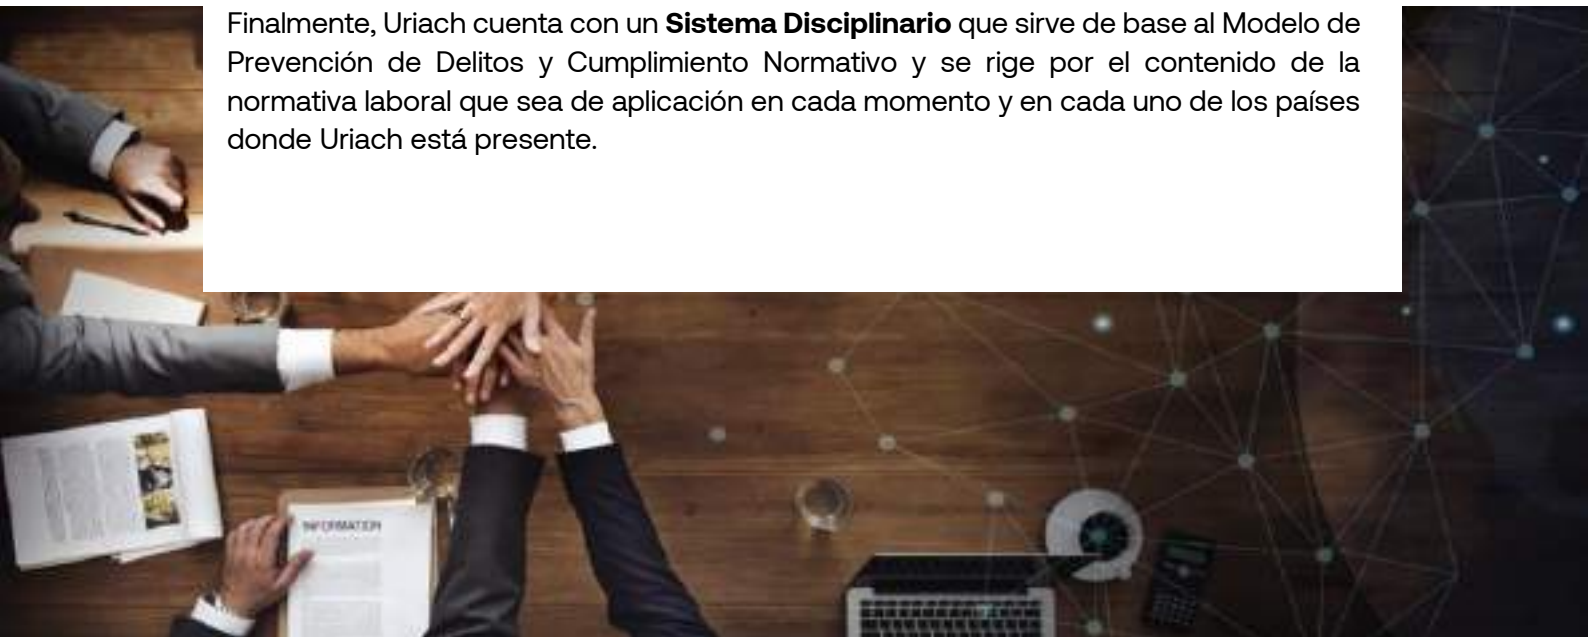 Finalmente, Uriach cuenta con un Sistema Disciplinario que sirve de base al Modelo de
Prevención de Delitos y Cumplimiento Normativo y se rige por el contenido de la
normativa laboral que sea de aplicación en cada momento y en cada uno de los países
donde Uriach está presente.
INFORMATION